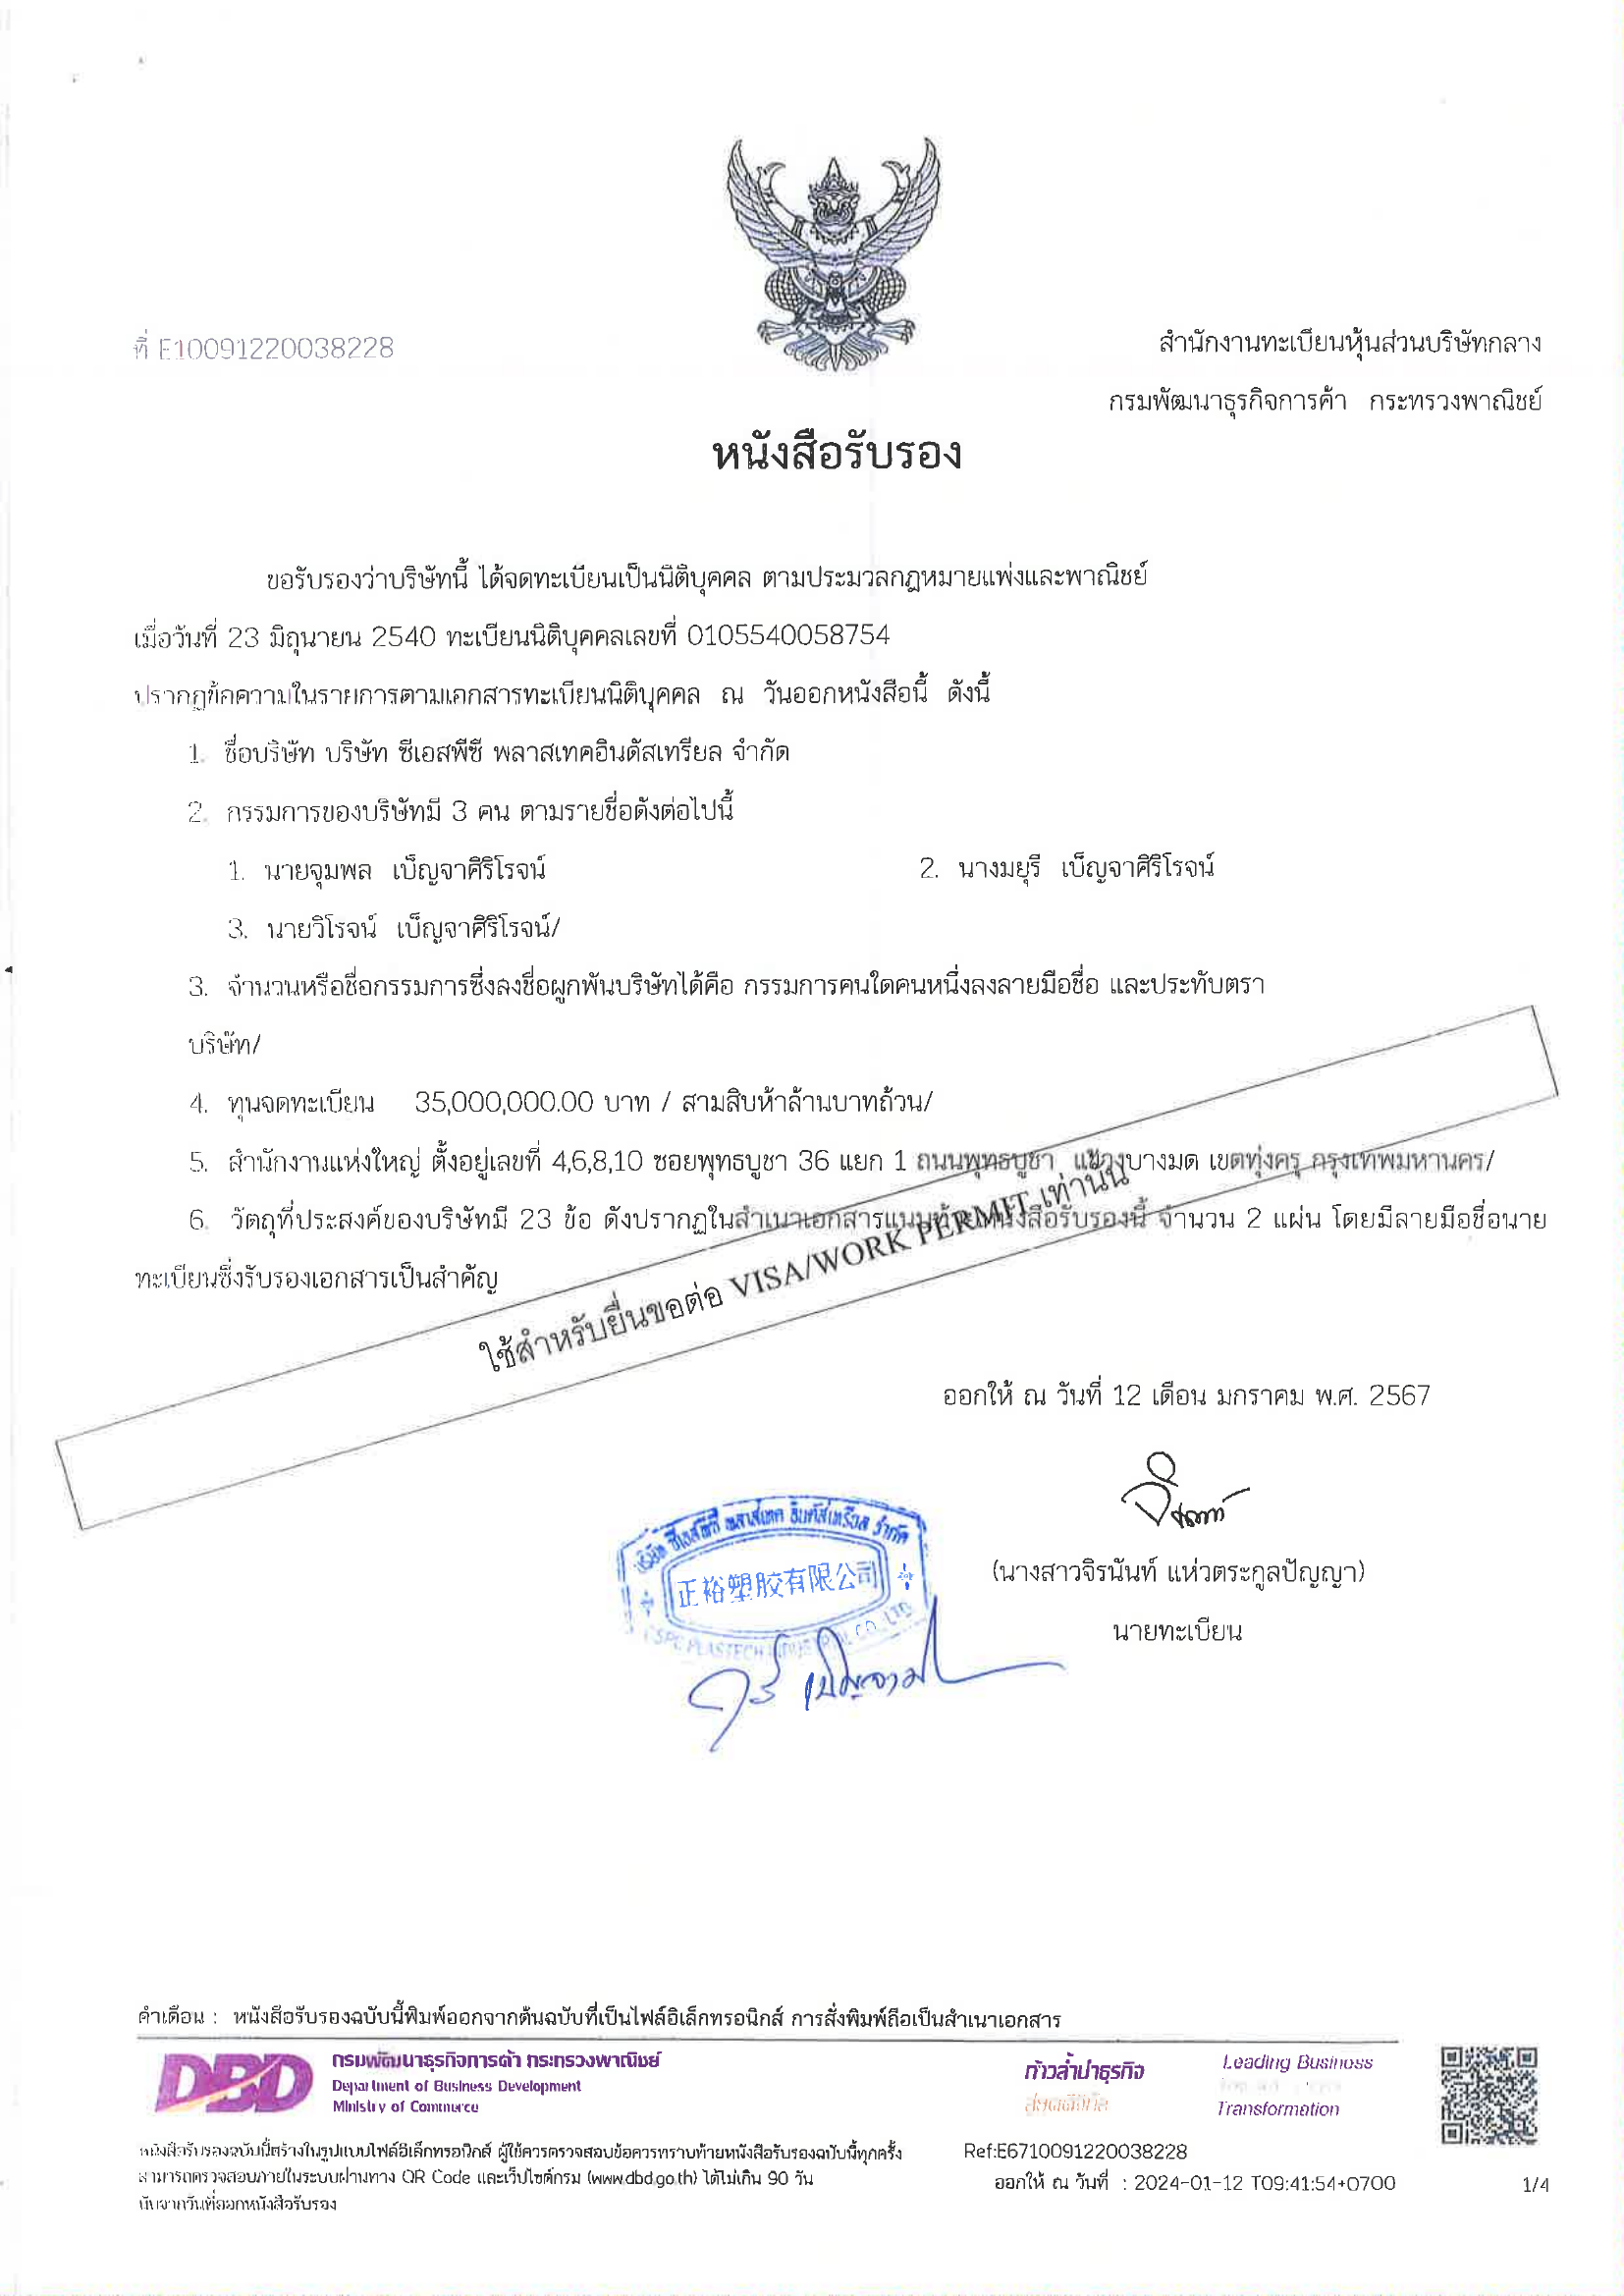 ที่ E10091220038228
สำนักงานทะเบียนหุ้นส่วนบริษัทกลาง
กรมพัฒนาธุรกิจการค้า กระทรวงพาณิชย์
หนังสือรับรอง
ขอรับรองว่าบริษัทนี้ ได้จดทะเบียนเป็นนิติบุคคล ตามประมวลกฎหมายแพ่งและพาณิชย์
เมื่อวันที่ 23 มิถุนายน 2540 ทะเบียนนิติบุคคลเลขที่ 0105540058754
ปรากฏข้อความในรายการตามเอกสารทะเบียนนิติบุคคล ณ วันออกหนังสือนี้ ดังนี้
1. ชื่อบริษัท บริษัท ซีเอสพีซี พลาสเทคอินดัสเทรียล จำกัด
2. กรรมการของบริษัทมี 3 คน ตามรายชื่อดังต่อไปนี้
1. นายจุมพล เบ็ญจาศิริโรจน์ 2. นางมยุรี เบ็ญจาศิริโรจน์
3. นายวิโรจน์ เบ็ญจาศิริโรจน์/
3. จำนวนหรือชื่อกรรมการซึ่งลงชื่อผูกพันบริษัทได้คือ กรรมการคนใดคนหนึ่งลงลายมือชื่อ และประทับตรา
บริษัท/
4. ทุนจดทะเบียน 35,000,000.00 บาท / สามสิบห้าล้านบาทถ้วน/
5. สำนักงานแห่งใหญ่ ตั้งอยู่เลขที่ 4,6,8,10 ซอยพุทธบูชา 36 แยก 1 ถนนพุทธบูชา แขวงบางมด เขตทุ่งครุ กรุงเทพมหานคร/
6. วัตถุที่ประสงค์ของบริษัทมี 23 ข้อ ดังปรากฏในสำเนาเอกสารแนบท้ายหนังสือรับรองนี้ จำนวน 2 แผ่น โดยมีลายมือชื่อนาย
ทะเบียนซึ่งรับรองเอกสารเป็นสำคัญ
ใช้สำหรับยื่นขอต่อ VISA/WORK PERMIT เท่านั้น
ออกให้ ณ วันที่ 12 เดือน มกราคม พ.ศ. 2567
บริษัท ซีเอสพีซี พลาสเทค อินดัสเทรียล จำกัด
正裕塑胶有限公司
CSPC PLASTECH INDUSTRIAL CO.,LTD.
(นางสาวจิรนันท์ แห่วตระกูลปัญญา)
นายทะเบียน
คำเตือน : หนังสือรับรองฉบับนี้พิมพ์ออกจากต้นฉบับที่เป็นไฟล์อิเล็กทรอนิกส์ การสั่งพิมพ์ถือเป็นสำเนาเอกสาร
DBD
กรมพัฒนาธุรกิจการค้า กระทรวงพาณิชย์
Department of Business Development
Ministry of Commerce
ก้าวล้ำนำธุรกิจ
สู่ยุคดิจิทัล
Leading Business
Transformation
หนังสือรับรองฉบับนี้สร้างในรูปแบบไฟล์อิเล็กทรอนิกส์ ผู้ใช้ควรตรวจสอบข้อควรทราบท้ายหนังสือรับรองฉบับนี้ทุกครั้ง
สามารถตรวจสอบภายในระบบผ่านทาง QR Code และเว็บไซต์กรม (www.dbd.go.th) ได้ไม่เกิน 90 วัน
นับจากวันที่ออกหนังสือรับรอง
Ref:E6710091220038228
ออกให้ ณ วันที่ : 2024-01-12 T09:41:54+0700
1/4